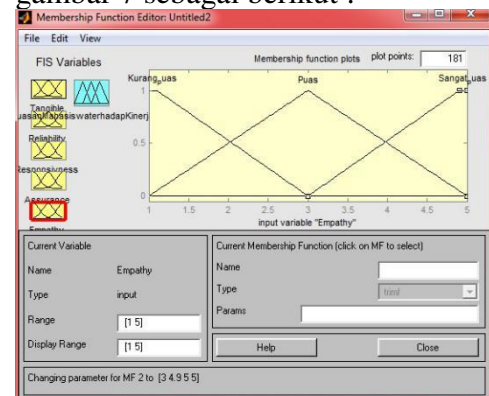 gambar 7 sebagai berikut :
Membership Function Editor: Untitled2
File Edit View
FIS Variables
Membership function plots
plot points:
181
Kurang_puas
Puas
Sangat_puas
Tangible
Reliability
Responsivness
Assurance
Empathy
1
0.5
0
1 1.5 2 2.5 3 3.5 4 4.5 5
input variable "Empathy"
Current Variable
Name Empathy
Type input
Range [1 5]
Display Range [1 5]
Current Membership Function (click on MF to select)
Name
Type trimf
Params
Help
Close
Changing parameter for MF 2 to [3 4.9 5 5]